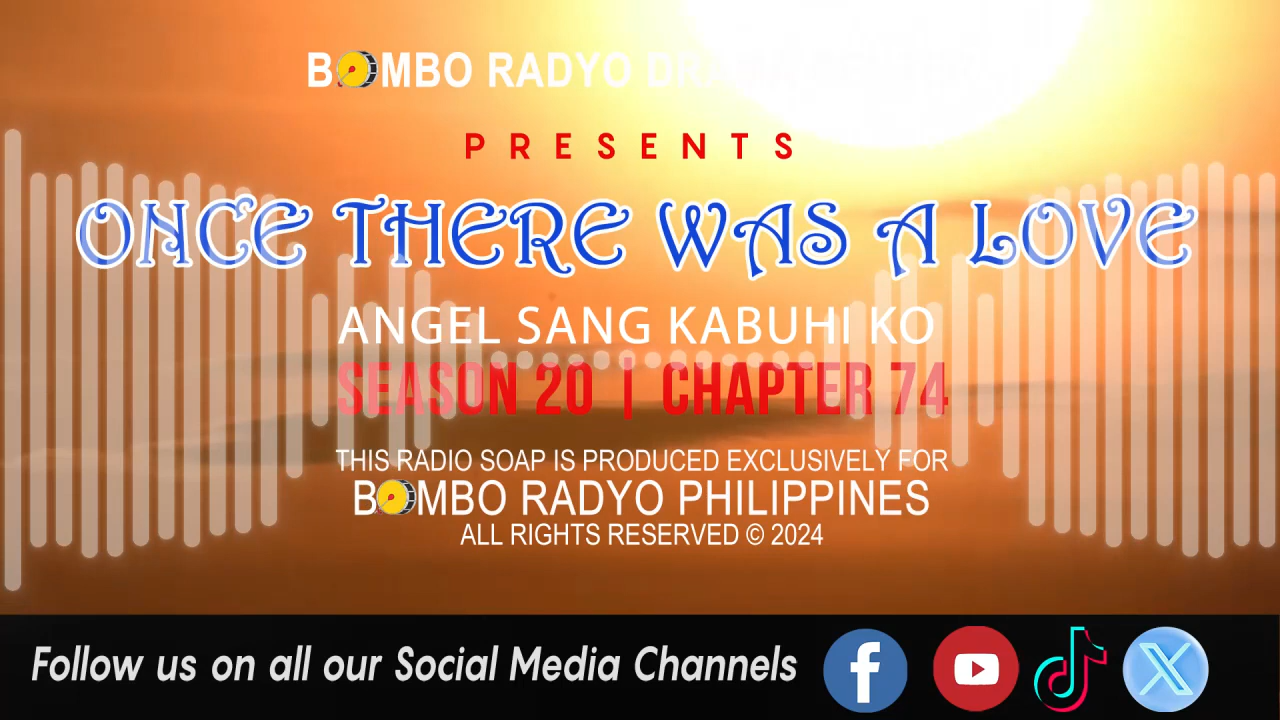 BOMBO RADYO
PRESENTS
ONCE THERE WAS A LOVE
ANGEL SANG KABUHI KO
SEASON 20 | CHAPTER 74
THIS RADIO SOAP IS PRODUCED EXCLUSIVELY FOR
BOMBO RADYO PHILIPPINES
ALL RIGHTS RESERVED © 2024
Follow us on all our Social Media Channels